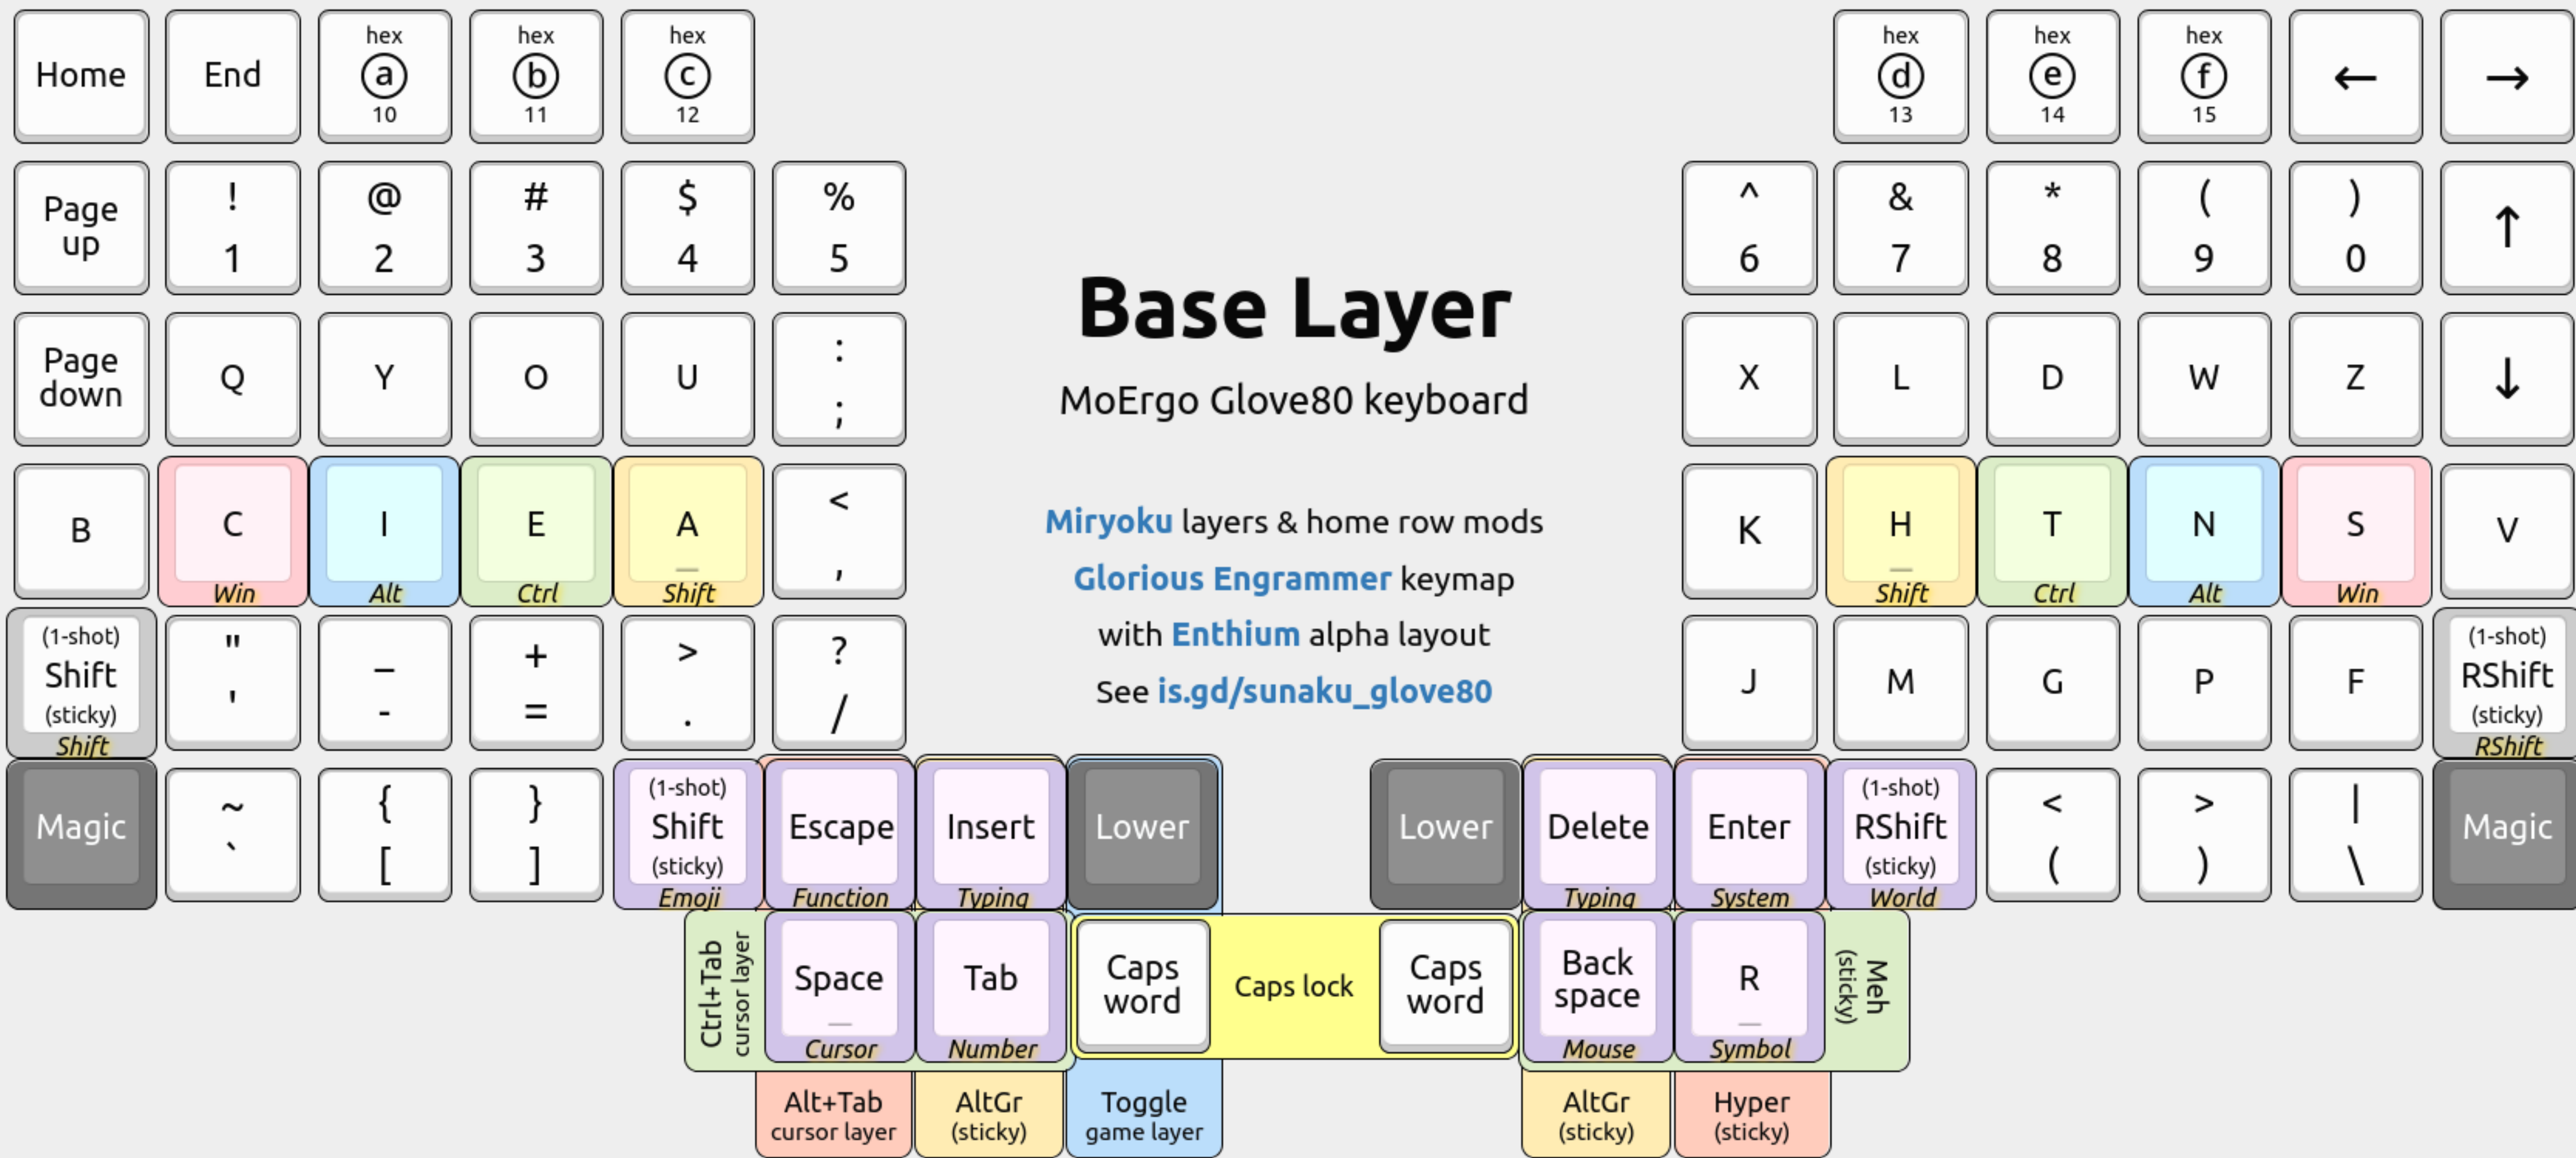 Home End hex hex hex hex hex hex ← →
ⓐ ⓑ ⓒ ⓓ ⓔ ⓕ
10 11 12 13 14 15
Page up ! @ # $ % ^ & * ( ) ↑
1 2 3 4 5 6 7 8 9 0
Base Layer
Page down Q Y O U : ; X L D W Z ↓
MoErgo Glove80 keyboard
B C I E A < , K H T N S V
_ _
Win Alt Ctrl Shift Shift Ctrl Alt Win
Miryoku layers & home row mods
Glorious Engrammer keymap
with Enthium alpha layout
See is.gd/sunaku_glove80
(1-shot) (1-shot)
Shift " _ + > ? J M G P F RShift
(sticky) ' - = . / (sticky)
Shift RShift
(1-shot) (1-shot)
Magic ~ { } Shift Escape Insert Lower Lower Delete Enter RShift < > | Magic
` [ ] (sticky) (sticky) ( ) \
Emoji Function Typing Typing System World
Ctrl+Tab
cursor layer
Space Tab Caps word Caps lock Caps word Back space R
_ _
Meh
(sticky)
Cursor Number Mouse Symbol
Alt+Tab AltGr Toggle AltGr Hyper
cursor layer (sticky) game layer (sticky) (sticky)